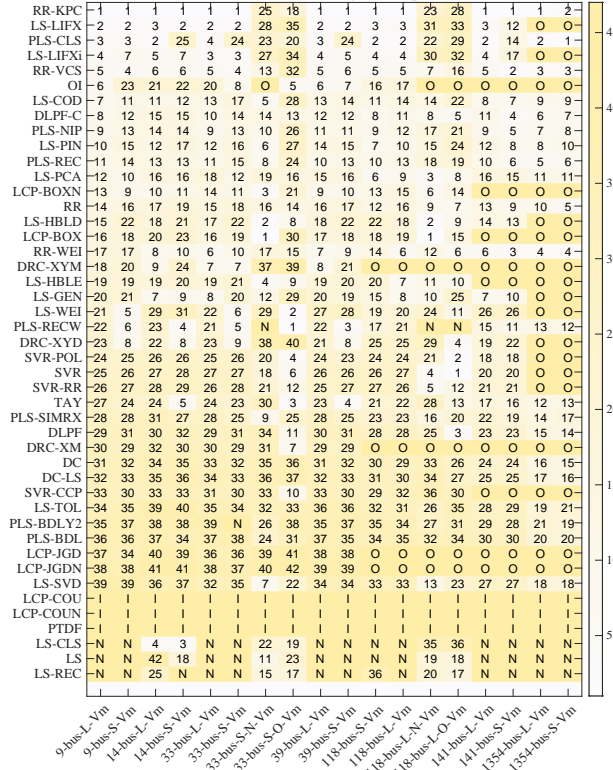 RR-KPC 1 1 1 1 1 1 25 18 1 1 1 1 23 28 1 1 1 2
LS-LIFX 2 2 3 2 2 2 28 35 2 2 3 3 31 33 3 12 O O
PLS-CLS 3 3 2 25 4 24 23 20 3 24 2 2 22 29 2 14 2 1
LS-LIFXi 4 7 5 7 3 3 27 34 4 7 4 4 30 32 4 17 O O
RR-VCS 5 4 6 6 5 4 13 32 5 6 5 5 7 16 5 2 3 3
OI 6 23 21 22 20 8 O 5 6 7 16 17 O O O O O O
LS-COD 7 11 11 12 13 17 5 28 13 14 11 14 14 22 8 7 9 9
DLPF-C 8 12 15 15 10 14 14 13 12 12 8 11 8 5 11 4 6 7
PLS-NIP 9 13 14 14 9 13 10 26 11 11 9 12 17 21 9 5 7 8
LS-PIN 10 15 12 17 12 16 6 27 14 15 7 10 15 24 12 8 8 10
PLS-REC 11 14 13 13 11 15 8 24 10 13 10 13 18 19 10 6 5 6
LS-PCA 12 10 16 16 18 12 19 16 15 16 6 9 3 8 16 15 11 11
LCP-BOXN 13 9 10 11 14 11 3 21 9 10 13 15 6 14 O O O O
RR 14 16 17 19 15 18 16 14 16 17 12 16 9 7 13 9 10 5
LS-HBLD 15 22 18 21 17 22 2 8 18 22 22 18 2 9 14 13 O O
LCP-BOX 16 18 20 23 16 19 1 30 17 18 18 19 1 15 O O O O
RR-WEI 17 17 8 10 6 10 17 15 7 9 14 6 12 6 6 3 4 4
DRC-XYM 18 20 9 24 7 7 37 39 8 21 O O O O O O O O
LS-HBLE 19 19 19 20 19 21 4 9 19 20 20 7 11 10 O O O O
LS-GEN 20 21 7 9 8 20 12 29 20 19 15 8 10 25 7 10 O O
LS-WEI 21 5 29 31 22 6 29 2 27 28 19 20 24 11 26 26 O O
PLS-RECW 22 6 23 4 21 5 N 1 22 3 17 21 N N 15 11 13 12
DRC-XYD 23 8 22 8 23 9 38 40 21 8 25 25 29 4 19 22 O O
SVR-POL 24 25 26 26 25 26 20 4 24 23 24 24 21 2 18 18 O O
SVR 25 26 27 28 27 27 18 6 25 26 26 27 4 1 20 20 O O
SVR-RR 26 27 28 29 26 28 21 12 26 25 27 26 5 12 21 21 O O
TAY 27 24 24 5 24 23 30 3 23 4 21 22 28 13 17 16 12 13
PLS-SIMRX 28 28 31 27 28 25 9 25 28 25 23 23 16 20 22 19 14 17
DLPF 29 31 30 32 29 31 34 11 30 31 28 28 25 3 23 23 15 14
DRC-XM 30 29 32 30 30 29 31 7 29 29 O O O O O O O O
DC 31 32 34 35 33 32 35 36 31 32 30 29 33 26 24 24 16 15
DC-LS 32 33 35 36 34 33 36 37 32 33 31 30 34 27 25 25 17 16
SVR-CCP 33 30 33 33 31 30 33 10 33 30 29 32 36 30 O O O O
LS-TOL 34 35 39 40 35 34 32 33 36 36 32 31 26 35 28 29 19 21
PLS-BDLY2 35 37 38 38 39 N 26 38 35 37 35 34 27 31 29 28 21 19
PLS-BDL 36 36 37 34 38 37 24 31 37 35 34 35 32 34 30 30 20 20
LCP-JGD 37 34 40 39 36 36 39 41 38 38 O O O O O O O O
LCP-JGDN 38 38 41 41 38 37 40 42 39 39 O O O O O O O O
LS-SVD 39 39 36 37 32 35 7 22 34 34 33 33 13 23 27 27 18 18
LCP-COU I I I I I I I I I I I I I I I I I I
LCP-COUN I I I I I I I I I I I I I I I I I I
PTDF I I I I I I I I I I I I I I I I I I
LS-CLS N N 4 3 N N 22 19 N N N N 35 36 N N N N
LS N N 42 18 N N 11 23 N N N N 19 18 N N N N
LS-REC N N 25 N N N 15 17 N N 36 N 20 17 N N N N
9-bus-L-Vm
9-bus-S-Vm
14-bus-L-Vm
14-bus-S-Vm
33-bus-L-Vm
33-bus-S-Vm
33-bus-S-N-Vm
33-bus-S-O-Vm
39-bus-L-Vm
39-bus-S-Vm
118-bus-S-Vm
118-bus-L-Vm
118-bus-L-N-Vm
118-bus-L-O-Vm
141-bus-L-Vm
141-bus-S-Vm
1354-bus-L-Vm
1354-bus-S-Vm